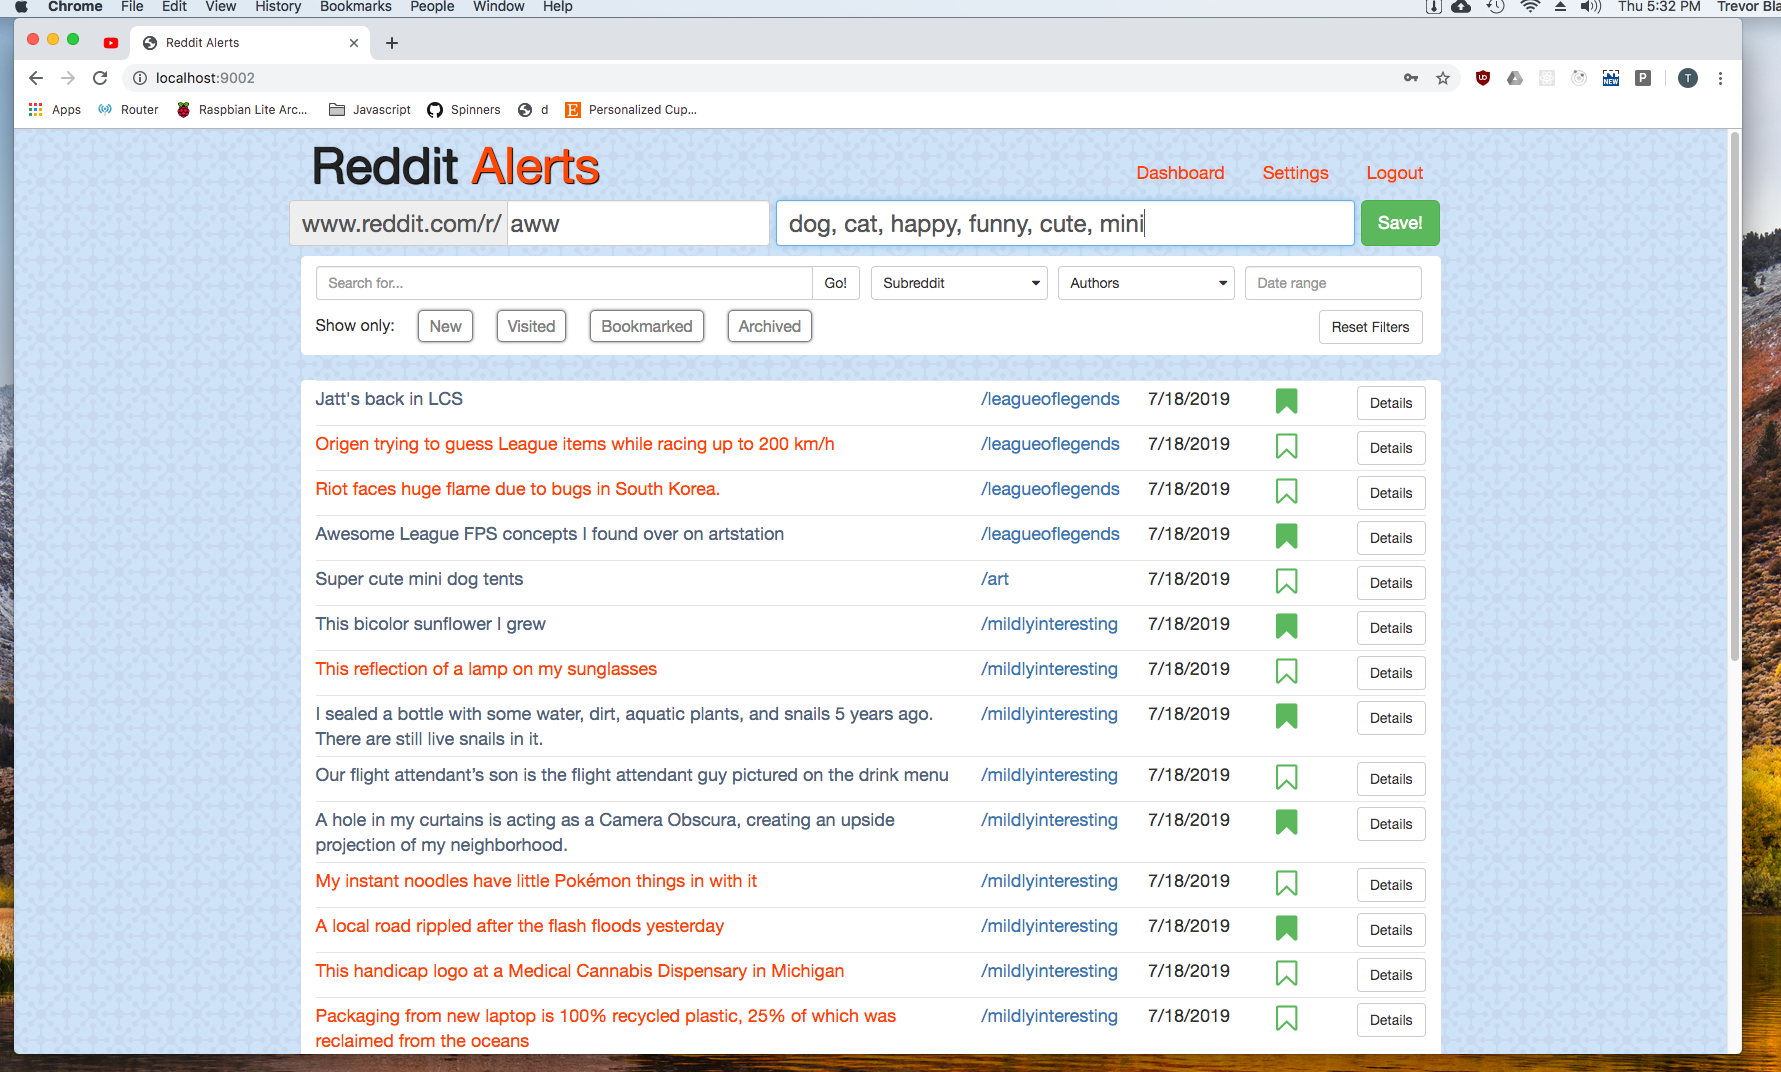 Chrome File Edit View History Bookmarks People Window Help Thu 5:32 PM Trevor Bla
Reddit Alerts
localhost:9002
Apps Router Raspbian Lite Arc... Javascript Spinners d Personalized Cup...
Reddit Alerts
Dashboard Settings Logout
www.reddit.com/r/ aww dog, cat, happy, funny, cute, mini Save!
Search for... Go! Subreddit Authors Date range
Show only: New Visited Bookmarked Archived Reset Filters
Jatt's back in LCS /leagueoflegends 7/18/2019 Details
Origen trying to guess League items while racing up to 200 km/h /leagueoflegends 7/18/2019 Details
Riot faces huge flame due to bugs in South Korea. /leagueoflegends 7/18/2019 Details
Awesome League FPS concepts I found over on artstation /leagueoflegends 7/18/2019 Details
Super cute mini dog tents /art 7/18/2019 Details
This bicolor sunflower I grew /mildlyinteresting 7/18/2019 Details
This reflection of a lamp on my sunglasses /mildlyinteresting 7/18/2019 Details
I sealed a bottle with some water, dirt, aquatic plants, and snails 5 years ago. /mildlyinteresting 7/18/2019 Details
There are still live snails in it.
Our flight attendant’s son is the flight attendant guy pictured on the drink menu /mildlyinteresting 7/18/2019 Details
A hole in my curtains is acting as a Camera Obscura, creating an upside /mildlyinteresting 7/18/2019 Details
projection of my neighborhood.
My instant noodles have little Pokémon things in with it /mildlyinteresting 7/18/2019 Details
A local road rippled after the flash floods yesterday /mildlyinteresting 7/18/2019 Details
This handicap logo at a Medical Cannabis Dispensary in Michigan /mildlyinteresting 7/18/2019 Details
Packaging from new laptop is 100% recycled plastic, 25% of which was /mildlyinteresting 7/18/2019 Details
reclaimed from the oceans